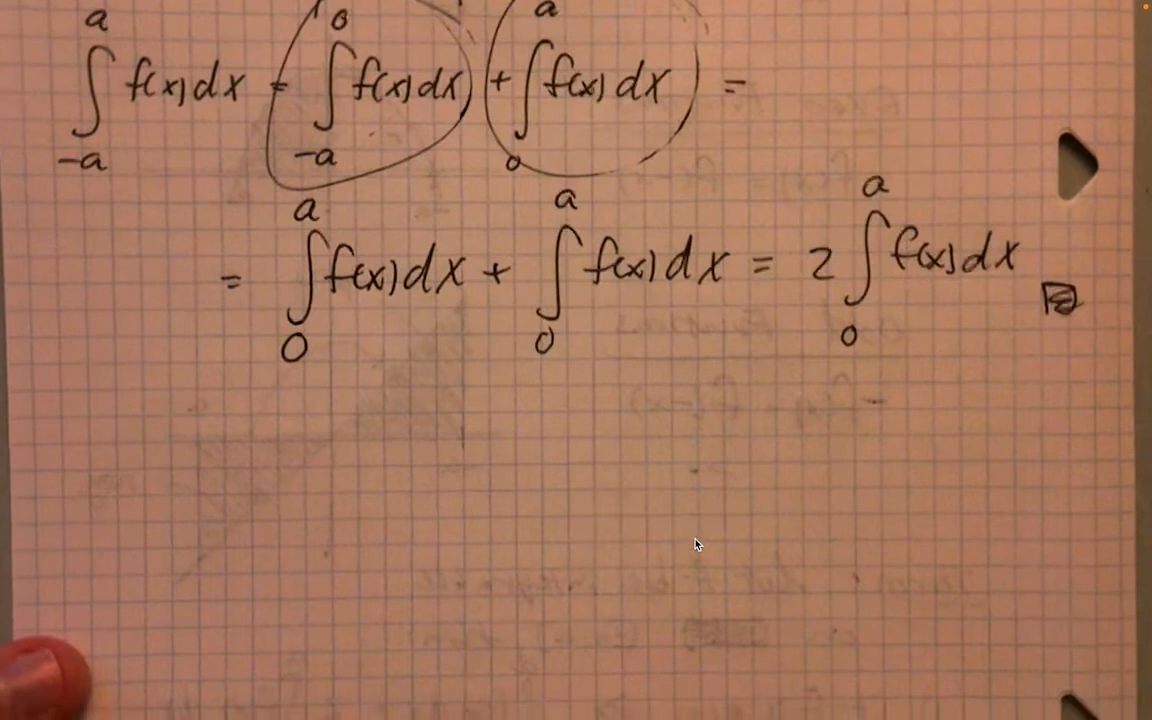 ∫_{-a}^{a} f(x)dx = ∫_{-a}^{0} f(x)dx + ∫_{0}^{a} f(x)dx =
= ∫_{0}^{a} f(x)dx + ∫_{0}^{a} f(x)dx = 2 ∫_{0}^{a} f(x)dx